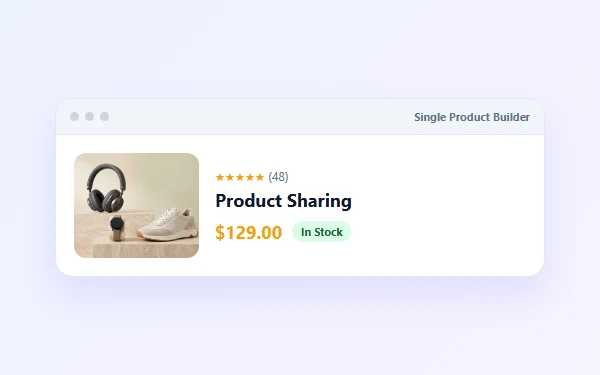 Single Product Builder
★★★★★ (48)
Product Sharing
$129.00 In Stock